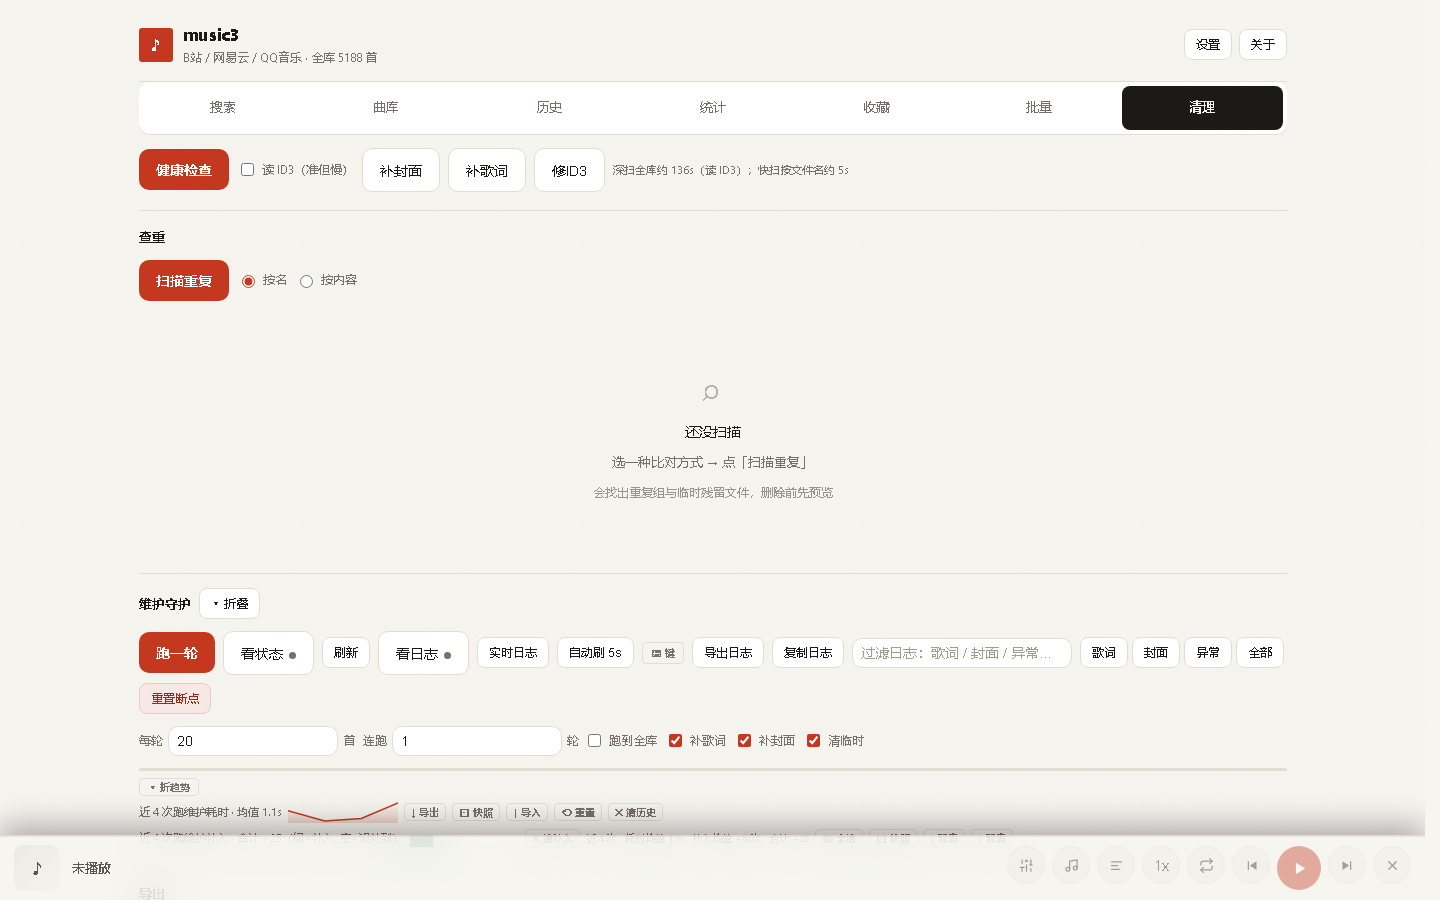 music3
B站 / 网易云 / QQ音乐 · 全库 5188 首
设置 关于
搜索 曲库 历史 统计 收藏 批量 清理
健康检查 读 ID3（准但慢） 补封面 补歌词 修ID3 深扫全库约 136s（读 ID3）；快扫按文件名约 5s
查重
扫描重复 按名 按内容
还没扫描
选一种比对方式 → 点「扫描重复」
会找出重复组与临时残留文件，删除前先预览
维护守护 折叠
跑一轮 看状态 刷新 看日志 实时日志 自动刷 5s 键 导出日志 复制日志 过滤日志：歌词 / 封面 / 异常... 歌词 封面 异常 全部
重置断点
每轮 20 首 连跑 1 轮 跑到全库 补歌词 补封面 清临时
折趋势
近 4 次跑维护耗时 · 均值 1.1s 导出 快照 导入 重置 清历史
未播放 1x
导出